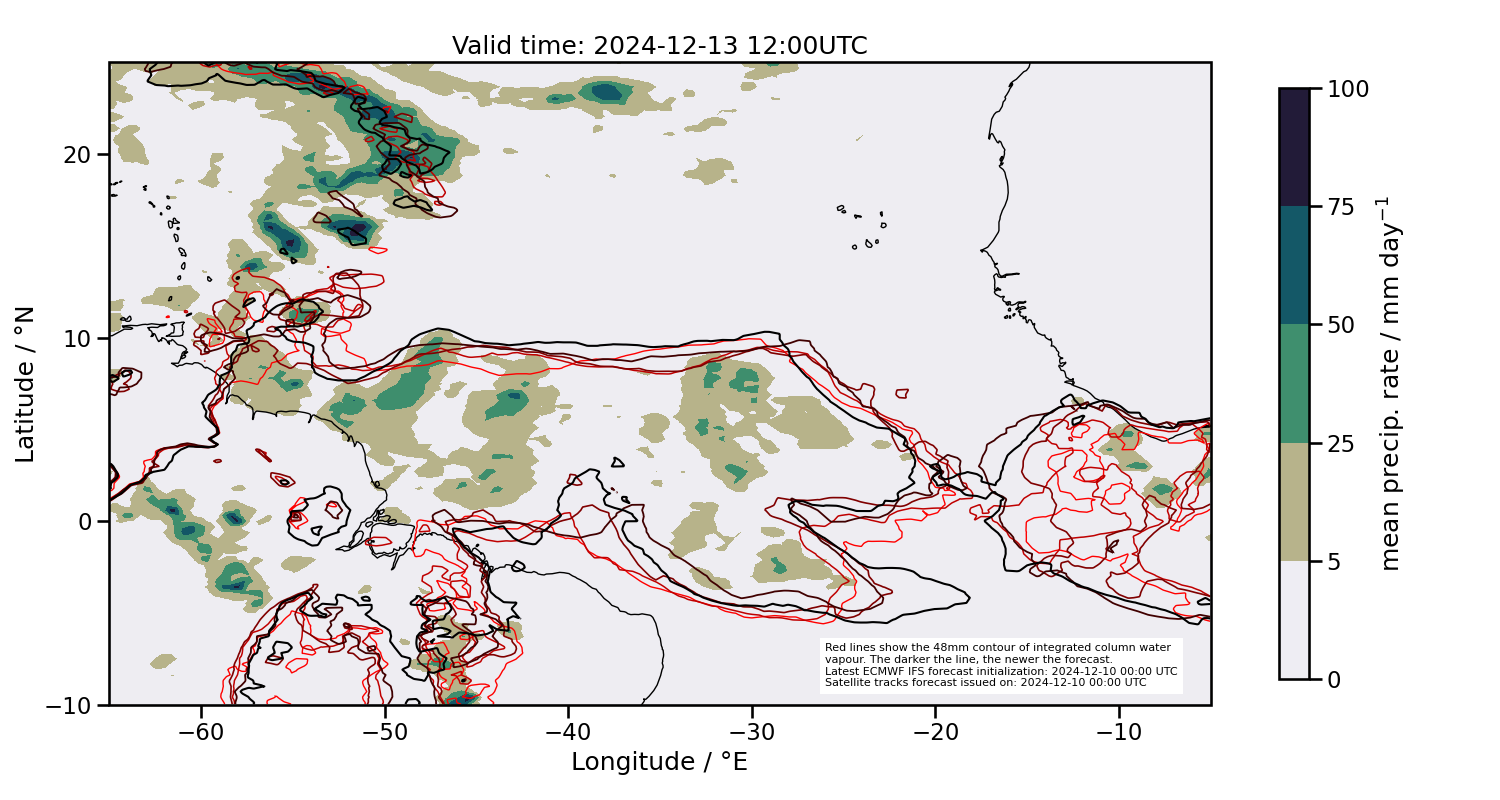 Valid time: 2024-12-13 12:00UTC
20
10
0
−10
Latitude / °N
−60
−50
−40
−30
−20
−10
Longitude / °E
Red lines show the 48mm contour of integrated column water
vapour. The darker the line, the newer the forecast.
Latest ECMWF IFS forecast initialization: 2024-12-10 00:00 UTC
Satellite tracks forecast issued on: 2024-12-10 00:00 UTC
100
75
50
25
5
0
mean precip. rate / mm day⁻¹